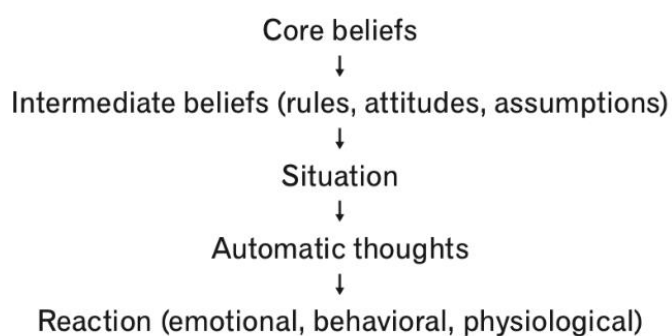 Core beliefs
↓
Intermediate beliefs (rules, attitudes, assumptions)
↓
Situation
↓
Automatic thoughts
↓
Reaction (emotional, behavioral, physiological)